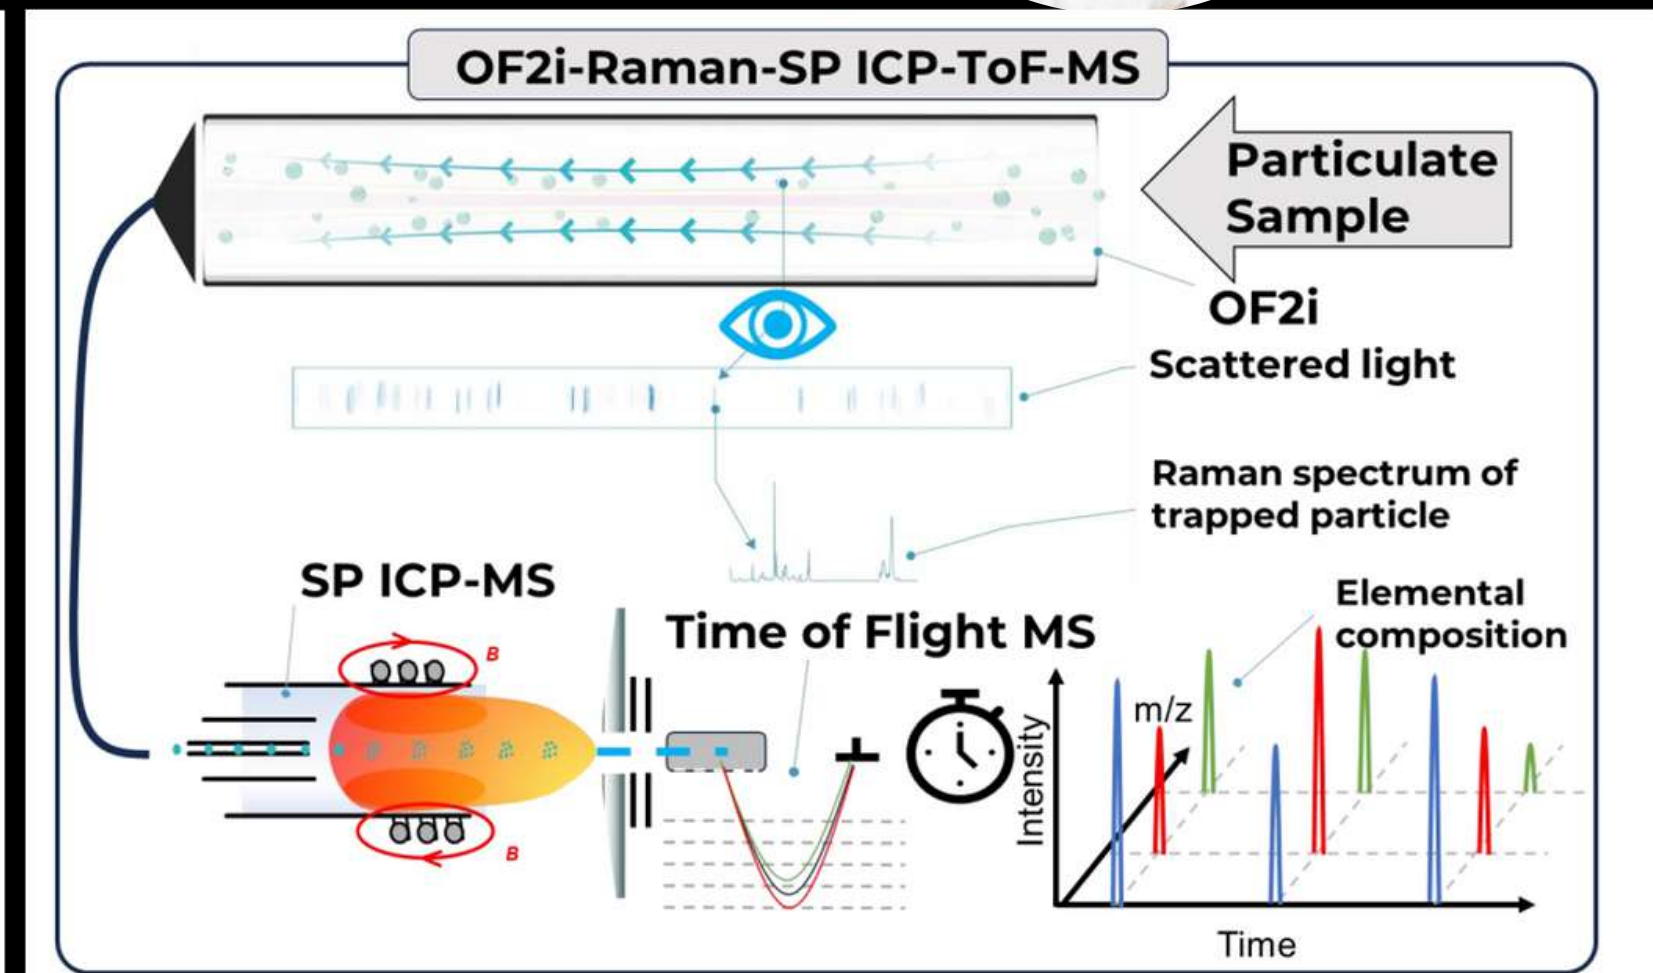 OF2i-Raman-SP ICP-ToF-MS
Particulate
Sample
OF2i
Scattered light
Raman spectrum of
trapped particle
SP ICP-MS
Time of Flight MS
Elemental
composition
B
B
m/z
Intensity
Time